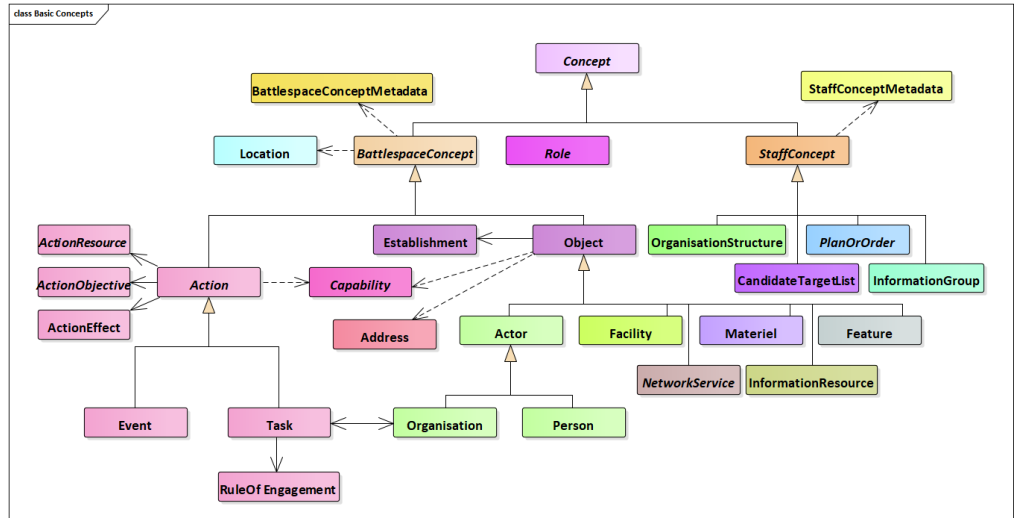 class Basic Concepts
Concept
BattlespaceConceptMetadata
StaffConceptMetadata
Location
BattlespaceConcept
Role
StaffConcept
ActionResource
Establishment
Object
OrganisationStructure
PlanOrOrder
ActionObjective
Action
Capability
CandidateTargetList
InformationGroup
ActionEffect
Address
Actor
Facility
Materiel
Feature
NetworkService
InformationResource
Event
Task
Organisation
Person
RuleOf Engagement